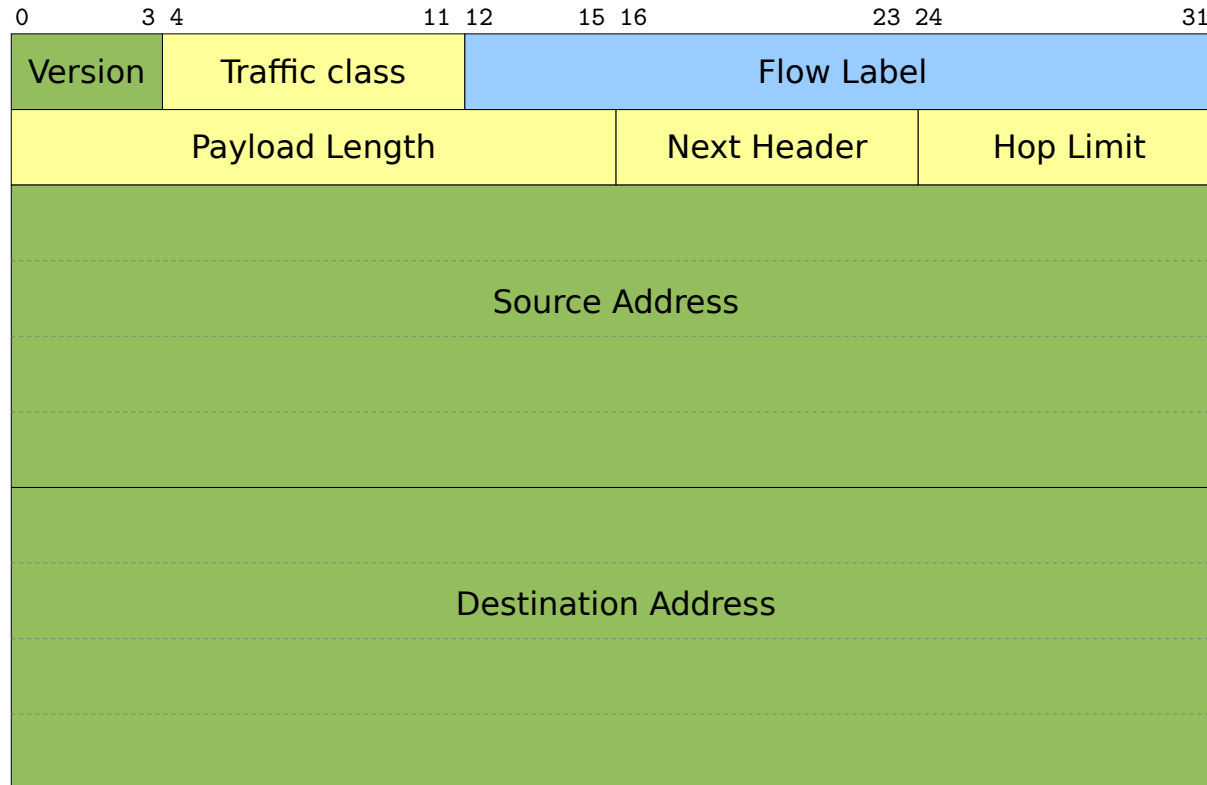 0 3 4 11 12 15 16 23 24 31
Version Traffic class Flow Label
Payload Length Next Header Hop Limit
Source Address
Destination Address